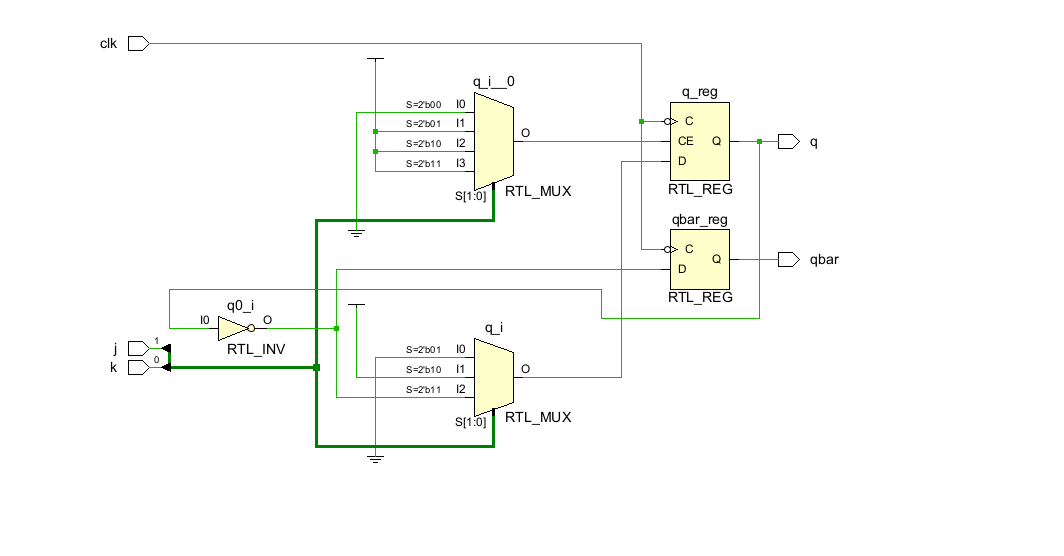 clk
q_i__0
S=2'b00 I0
S=2'b01 I1
S=2'b10 I2
S=2'b11 I3
O
S[1:0]
RTL_MUX
q_reg
C
CE
D
Q
RTL_REG
q
qbar_reg
C
D
Q
RTL_REG
qbar
q0_i
I0
O
RTL_INV
j
1
k
0
q_i
S=2'b01 I0
S=2'b10 I1
S=2'b11 I2
O
S[1:0]
RTL_MUX